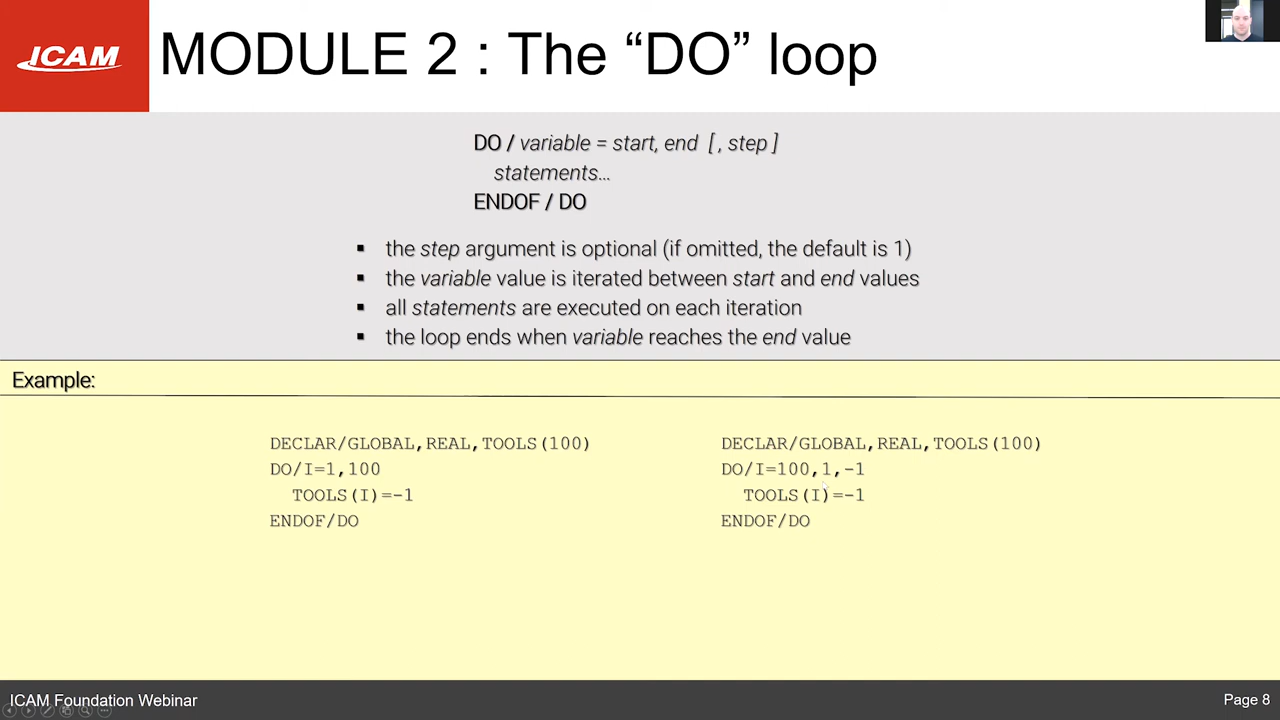 ICAM
MODULE 2 : The “DO” loop
DO / variable = start, end [ , step ]
statements…
ENDOF / DO
▪ the step argument is optional (if omitted, the default is 1)
▪ the variable value is iterated between start and end values
▪ all statements are executed on each iteration
▪ the loop ends when variable reaches the end value
Example:
DECLAR/GLOBAL,REAL,TOOLS(100)
DO/I=1,100
TOOLS(I)=-1
ENDOF/DO
DECLAR/GLOBAL,REAL,TOOLS(100)
DO/I=100,1,-1
TOOLS(I)=-1
ENDOF/DO
ICAM Foundation Webinar
Page 8